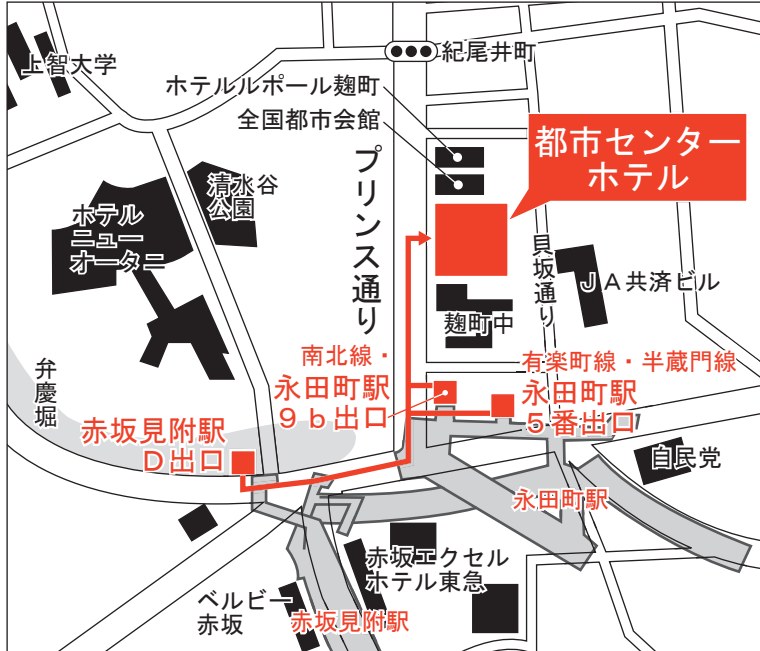 上智大学
紀尾井町
ホテルルポール麹町
全国都市会館
都市センター
ホテル
プリンス通り
清水谷
公園
ホテル
ニュー
オータニ
貝坂通り
JA共済ビル
麹町中
弁慶堀
南北線・
永田町駅
9b出口
有楽町線・半蔵門線
永田町駅
5番出口
赤坂見附駅
D出口
自民党
永田町駅
赤坂エクセル
ホテル東急
ベルビー
赤坂
赤坂見附駅